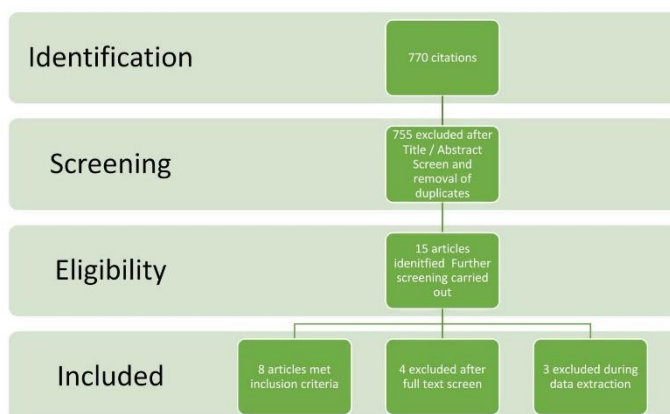 Identification
770 citations
Screening
755 excluded after
Title / Abstract
Screen and
removal of
duplicates
Eligibility
15 articles
idenitfied Further
screening carried
out
Included
8 articles met
inclusion criteria
4 excluded after
full text screen
3 excluded during
data extraction